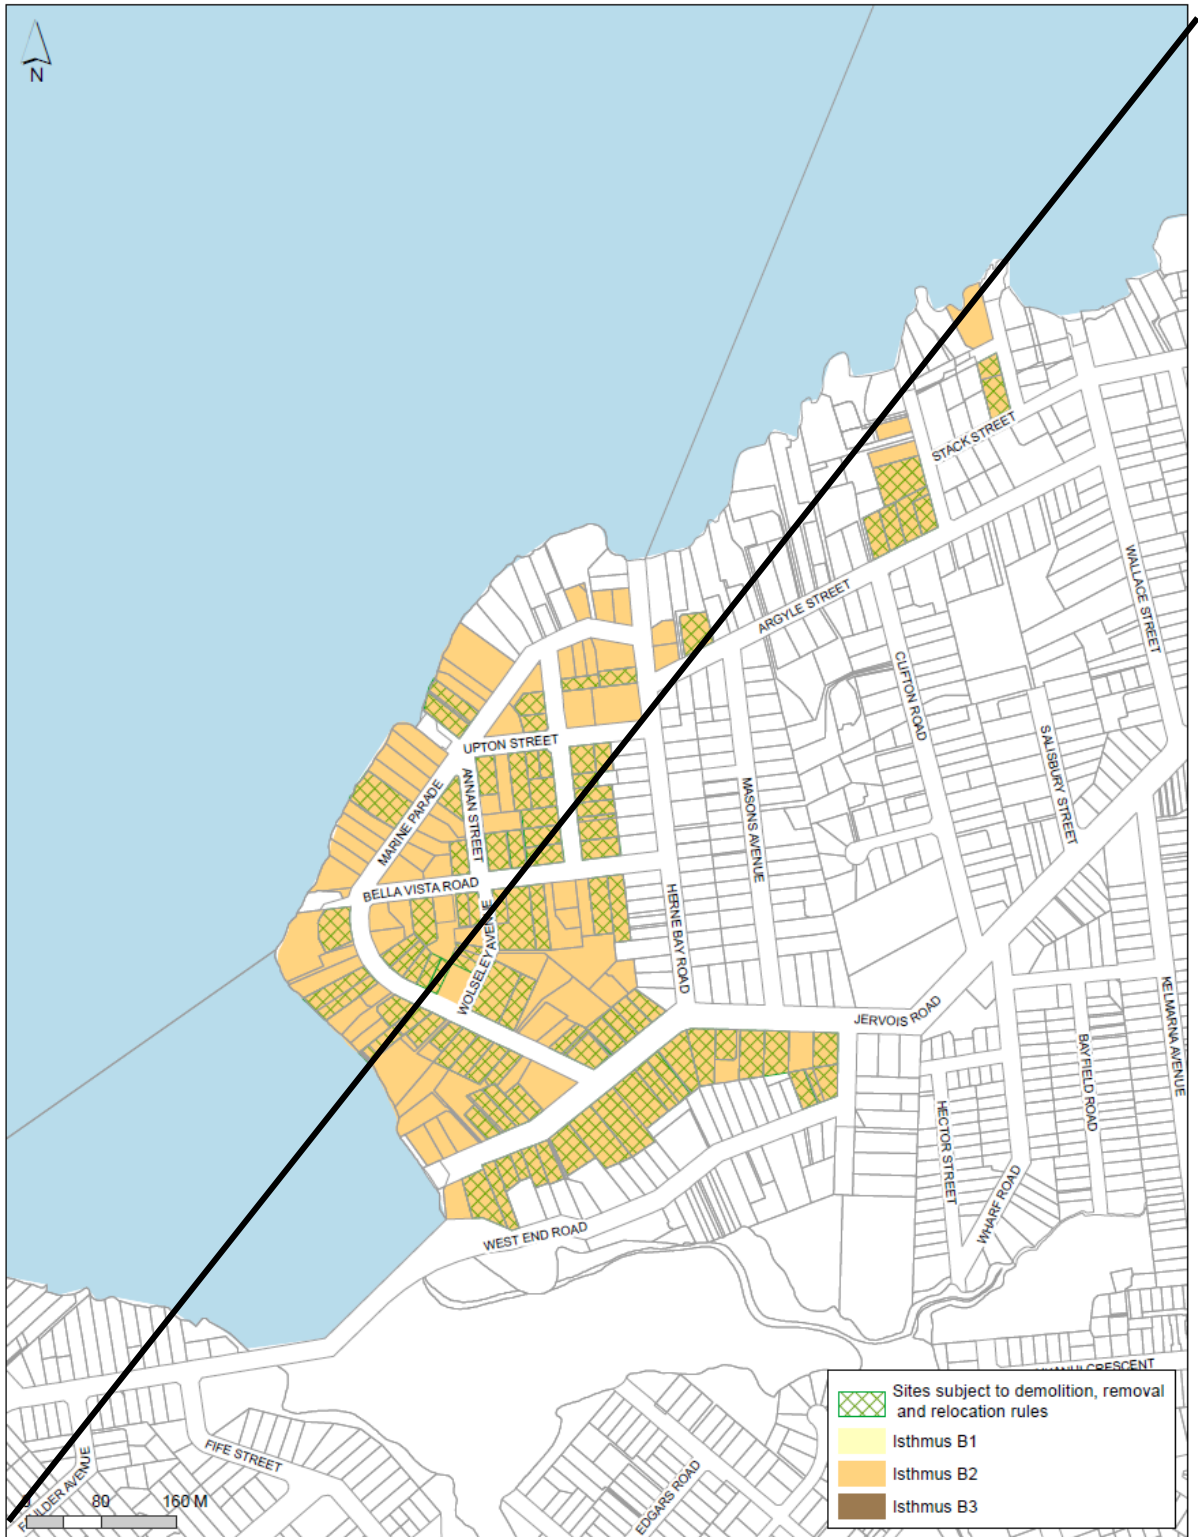 N
STACK STREET
WALLACE STREET
ARGYLE STREET
CLIFTON ROAD
SALISBURY STREET
UPTON STREET
ANNAN STREET
MARINE PARADE
MASONS AVENUE
BELLA VISTA ROAD
HERNE BAY ROAD
WOLSELEY AVENUE
JERVOIS ROAD
KELMARNA AVENUE
BAYFIELD ROAD
HECTOR STREET
WHARF ROAD
WEST END ROAD
CRESCENT
FIFE STREET
AVENUE
EDGARS ROAD
80 160 M
Sites subject to demolition, removal
and relocation rules
Isthmus B1
Isthmus B2
Isthmus B3